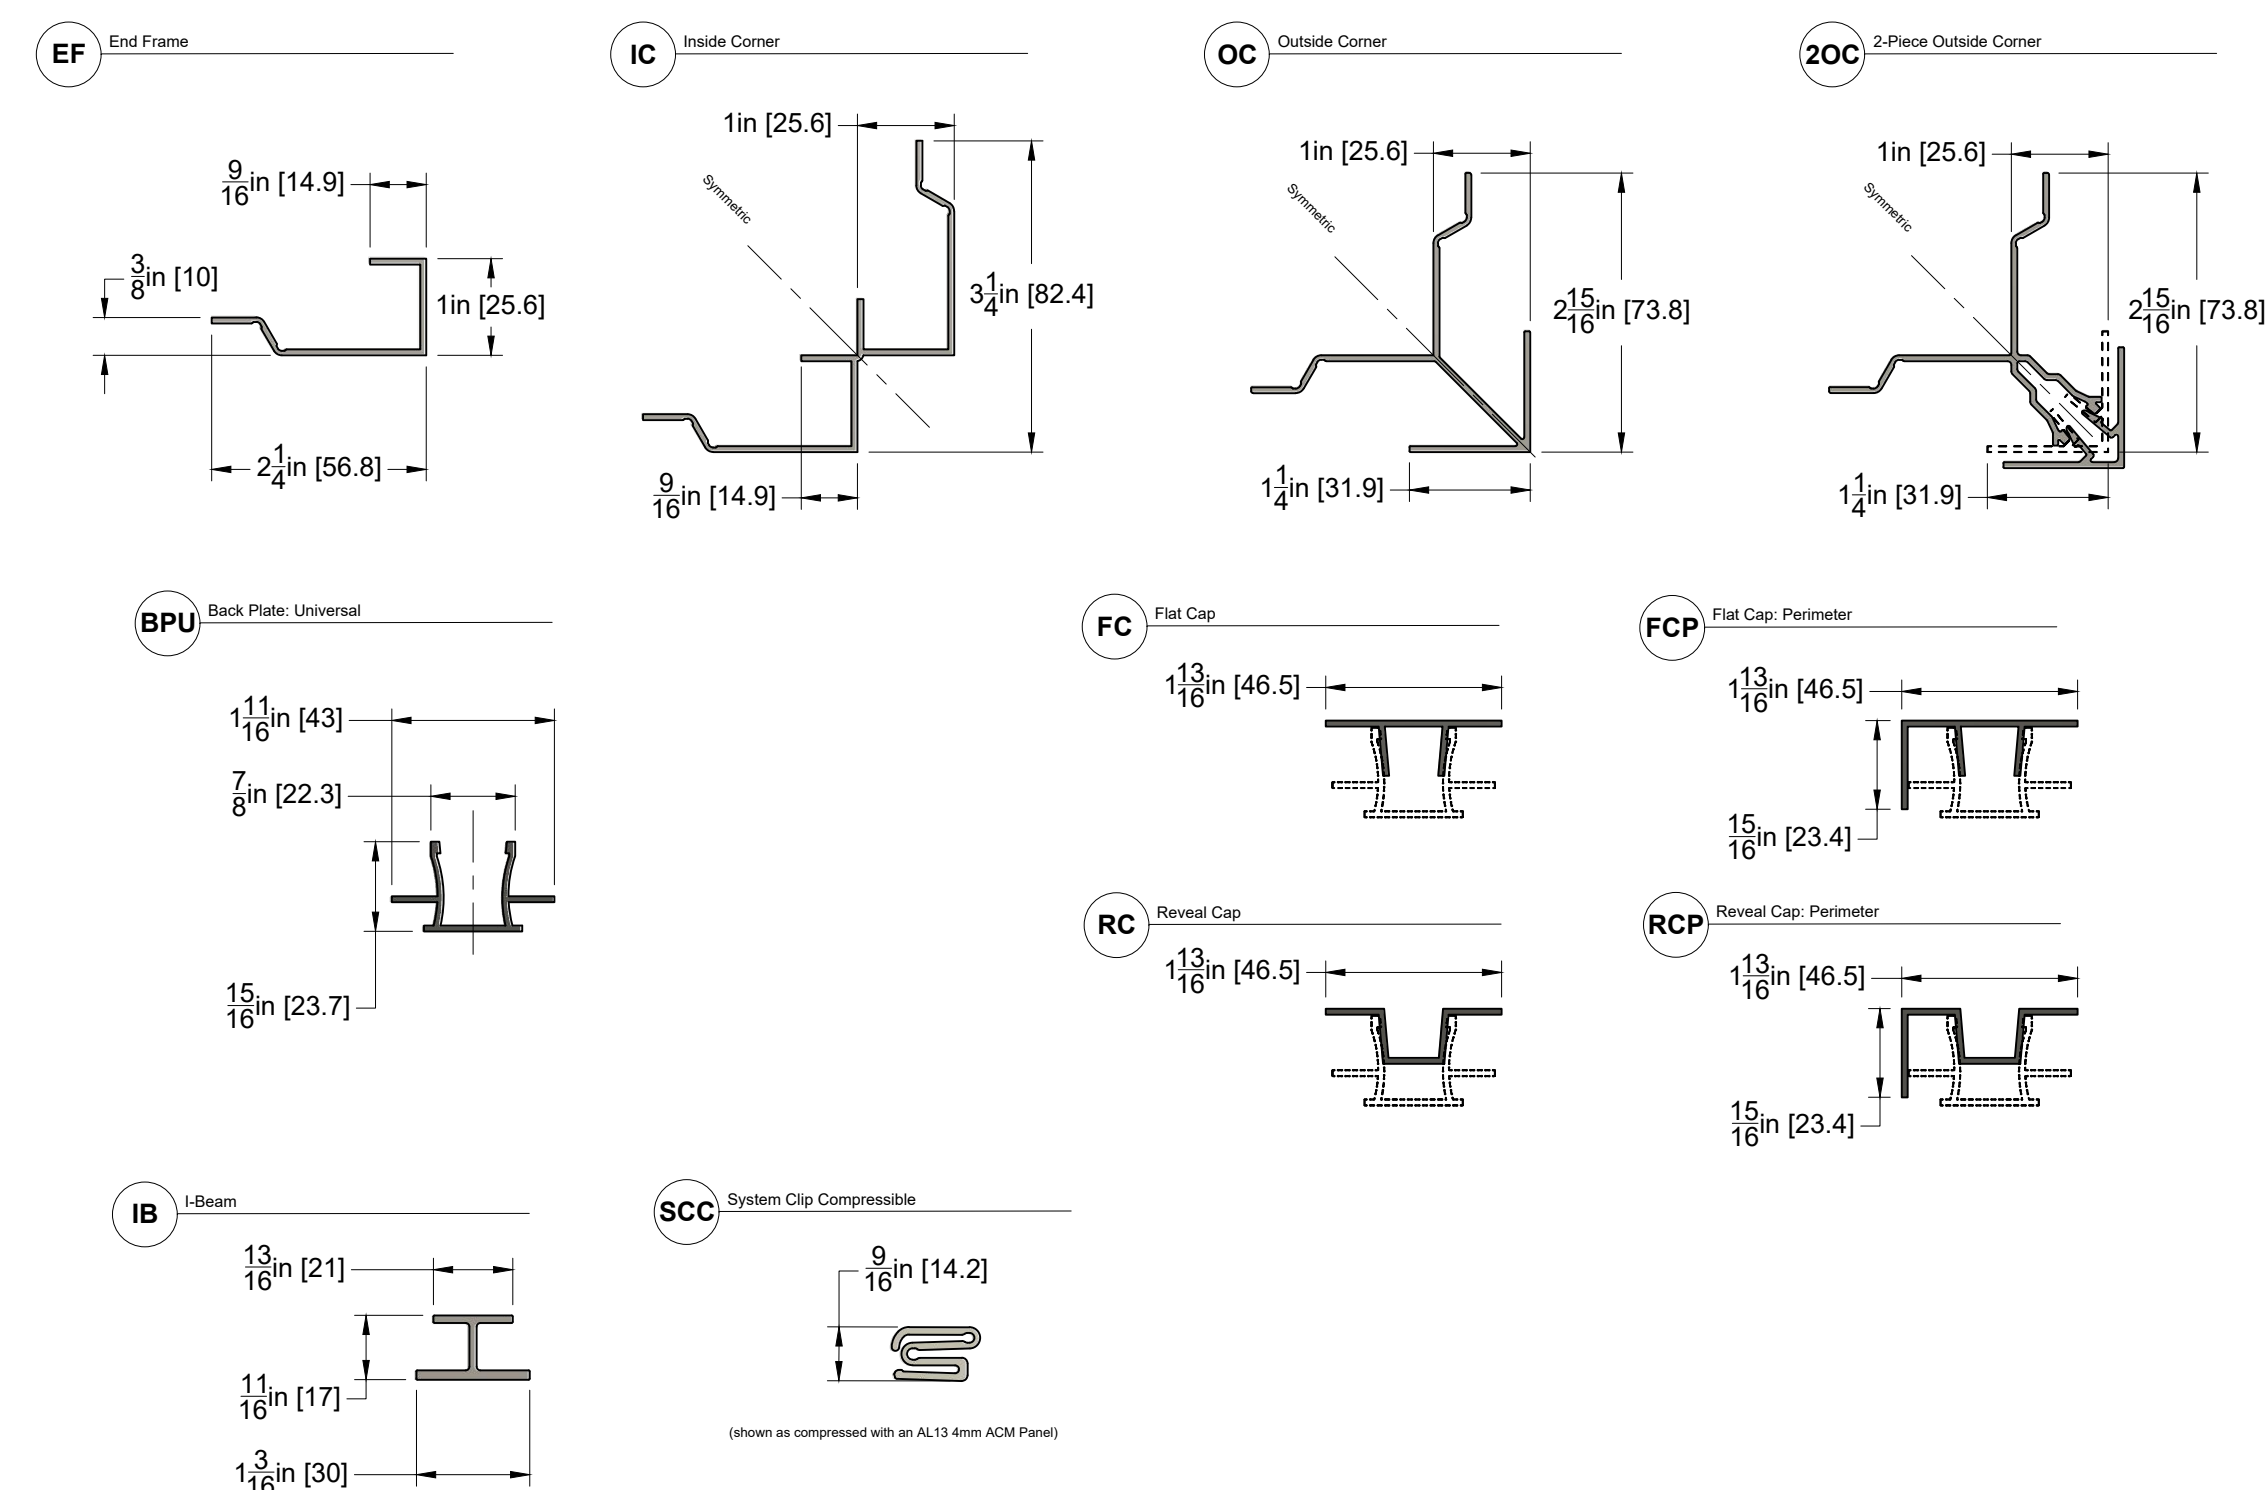 EF End Frame
9/16in [14.9]
3/8in [10]
1in [25.6]
2 1/4in [56.8]
IC Inside Corner
1in [25.6]
Symmetric
3 1/4in [82.4]
9/16in [14.9]
OC Outside Corner
1in [25.6]
Symmetric
2 15/16in [73.8]
1 1/4in [31.9]
2OC 2-Piece Outside Corner
1in [25.6]
Symmetric
2 15/16in [73.8]
1 1/4in [31.9]
BPU Back Plate: Universal
1 11/16in [43]
7/8in [22.3]
15/16in [23.7]
FC Flat Cap
1 13/16in [46.5]
FCP Flat Cap: Perimeter
1 13/16in [46.5]
15/16in [23.4]
RC Reveal Cap
1 13/16in [46.5]
RCP Reveal Cap: Perimeter
1 13/16in [46.5]
15/16in [23.4]
IB I-Beam
13/16in [21]
11/16in [17]
1 3/16in [30]
SCC System Clip Compressible
9/16in [14.2]
(shown as compressed with an AL13 4mm ACM Panel)